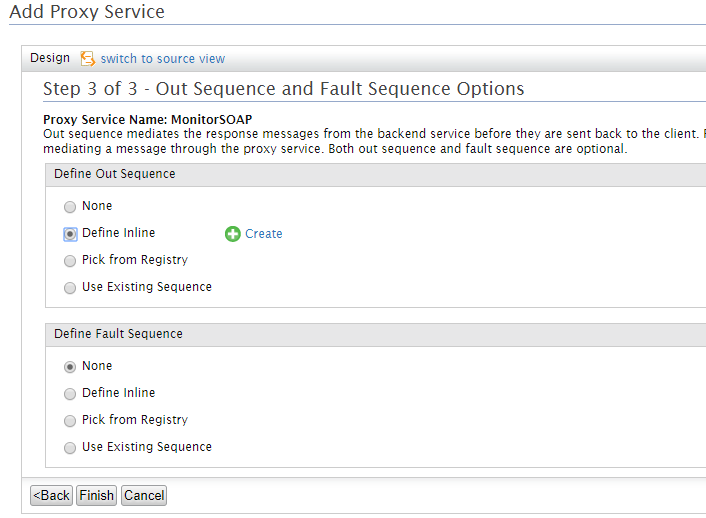 Add Proxy Service
Design switch to source view
Step 3 of 3 - Out Sequence and Fault Sequence Options
Proxy Service Name: MonitorSOAP
Out sequence mediates the response messages from the backend service before they are sent back to the client.
mediating a message through the proxy service. Both out sequence and fault sequence are optional.
Define Out Sequence
None
Define Inline Create
Pick from Registry
Use Existing Sequence
Define Fault Sequence
None
Define Inline
Pick from Registry
Use Existing Sequence
<Back Finish Cancel